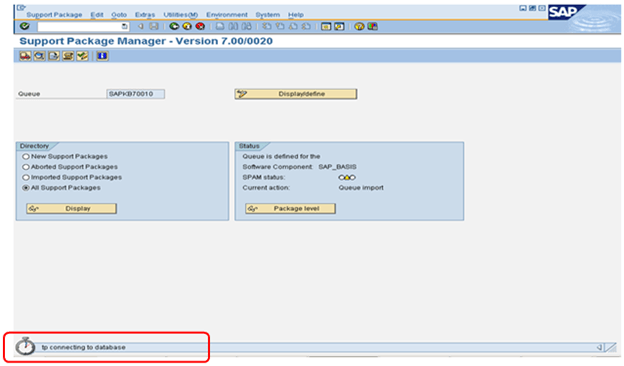 Support Package Edit Goto Extras Utilities(M) Environment System Help
SAP
Support Package Manager - Version 7.00/0020
Queue SAPKB70010 Display/define
Directory
New Support Packages
Aborted Support Packages
Imported Support Packages
All Support Packages
Display
Status
Queue is defined for the
Software Component: SAP_BASIS
SPAM status:
Current action: Queue import
Package level
tp connecting to database